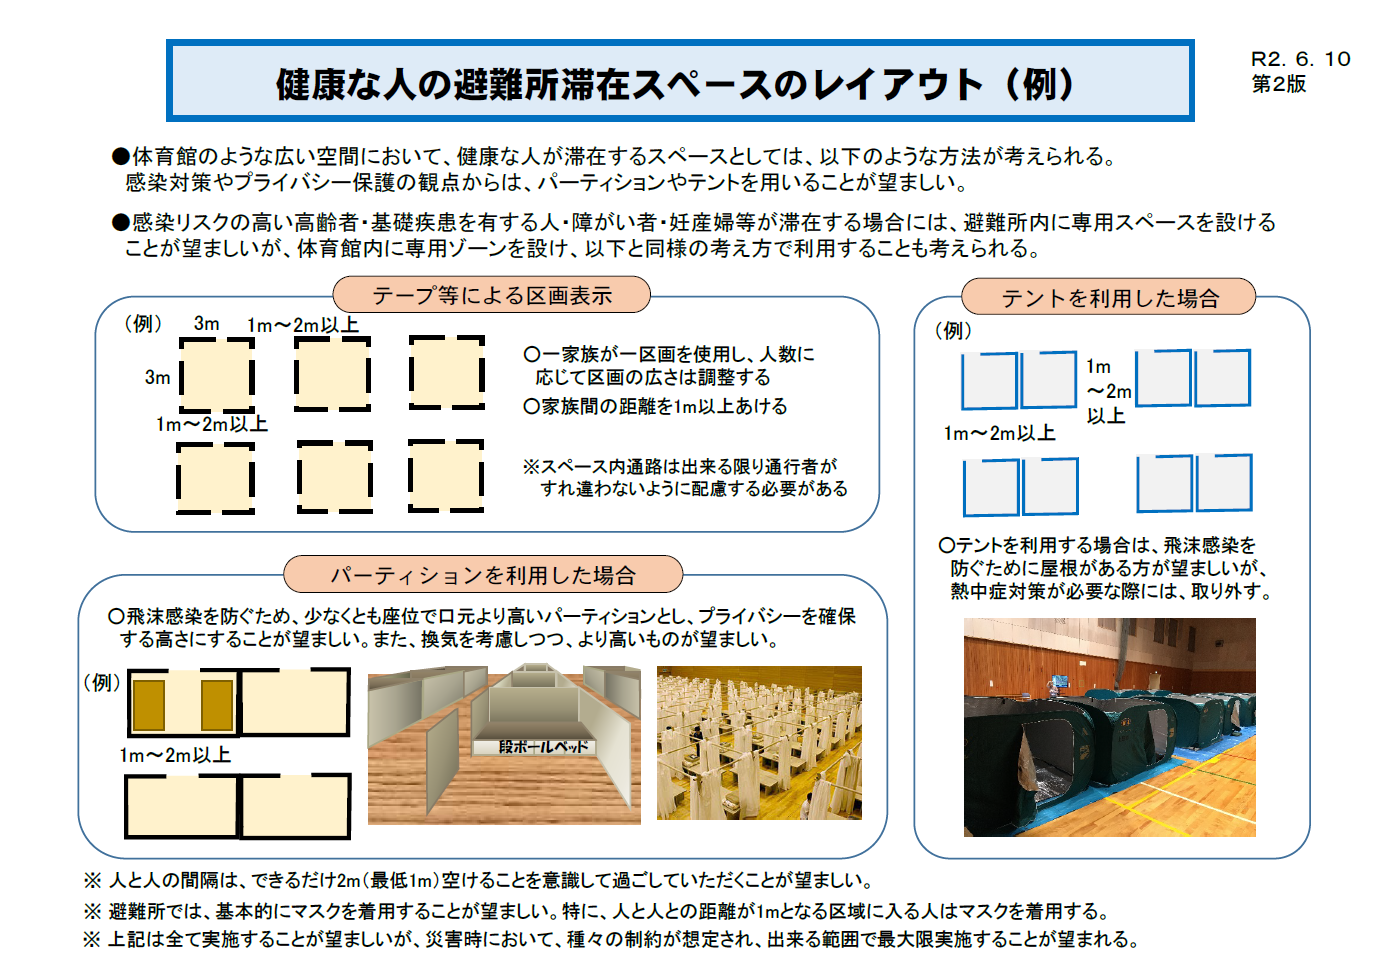 R2．6．10
第2版
健康な人の避難所滞在スペースのレイアウト（例）
●体育館のような広い空間において、健康な人が滞在するスペースとしては、以下のような方法が考えられる。
感染対策やプライバシー保護の観点からは、パーティションやテントを用いることが望ましい。
●感染リスクの高い高齢者・基礎疾患を有する人・障がい者・妊産婦等が滞在する場合には、避難所内に専用スペースを設ける
ことが望ましいが、体育館内に専用ゾーンを設け、以下と同様の考え方で利用することも考えられる。
テープ等による区画表示
（例）
3m
1m～2m以上
3m
1m～2m以上
〇一家族が一区画を使用し、人数に
応じて区画の広さは調整する
〇家族間の距離を1m以上あける
※スペース内通路は出来る限り通行者が
すれ違わないように配慮する必要がある
テントを利用した場合
（例）
1m
～2m
以上
1m～2m以上
〇テントを利用する場合は、飛沫感染を
防ぐために屋根がある方が望ましいが、
熱中症対策が必要な際には、取り外す。
パーティションを利用した場合
〇飛沫感染を防ぐため、少なくとも座位で口元より高いパーティションとし、プライバシーを確保
する高さにすることが望ましい。また、換気を考慮しつつ、より高いものが望ましい。
（例）
1m～2m以上
段ボールベッド
※ 人と人の間隔は、できるだけ2m（最低1m）空けることを意識して過ごしていただくことが望ましい。
※ 避難所では、基本的にマスクを着用することが望ましい。特に、人と人との距離が1mとなる区域に入る人はマスクを着用する。
※ 上記は全て実施することが望ましいが、災害時において、種々の制約が想定され、出来る範囲で最大限実施することが望まれる。